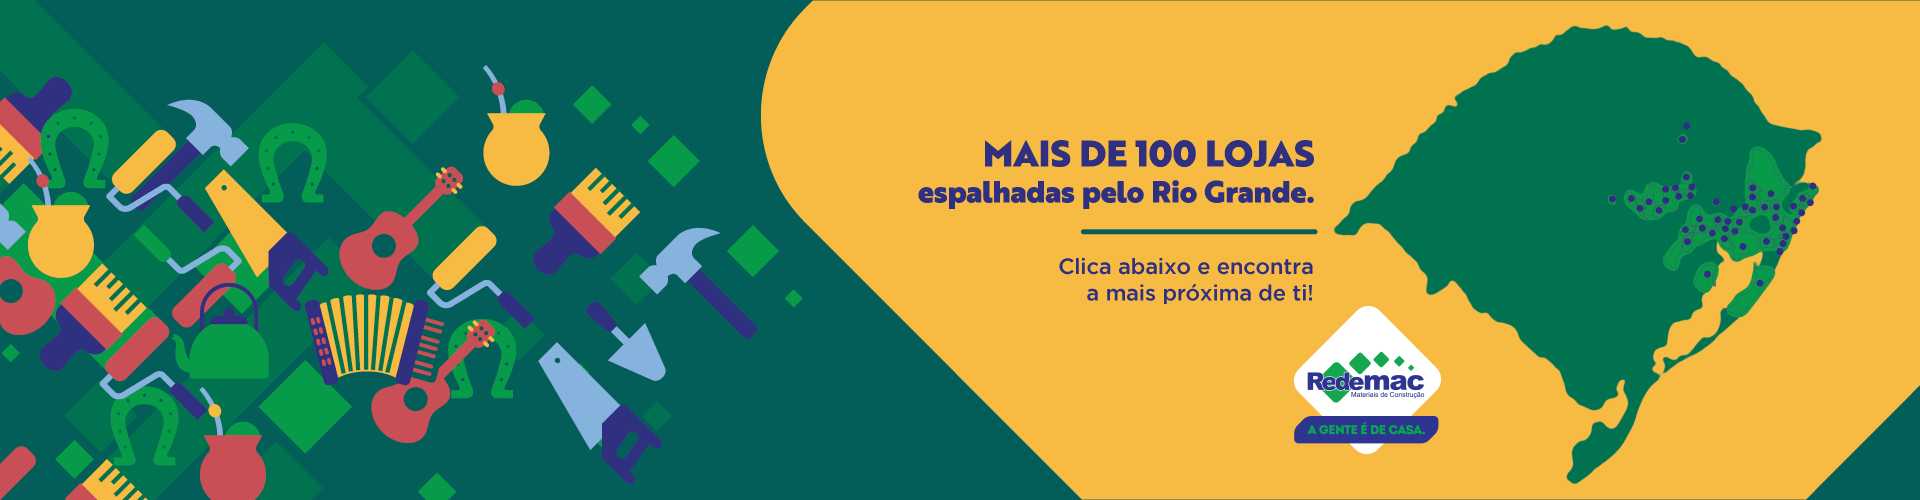 MAIS DE 100 LOJAS
espalhadas pelo Rio Grande.
Clica abaixo e encontra
a mais próxima de ti!
Redemac
Materiais de Construção
A GENTE É DE CASA.